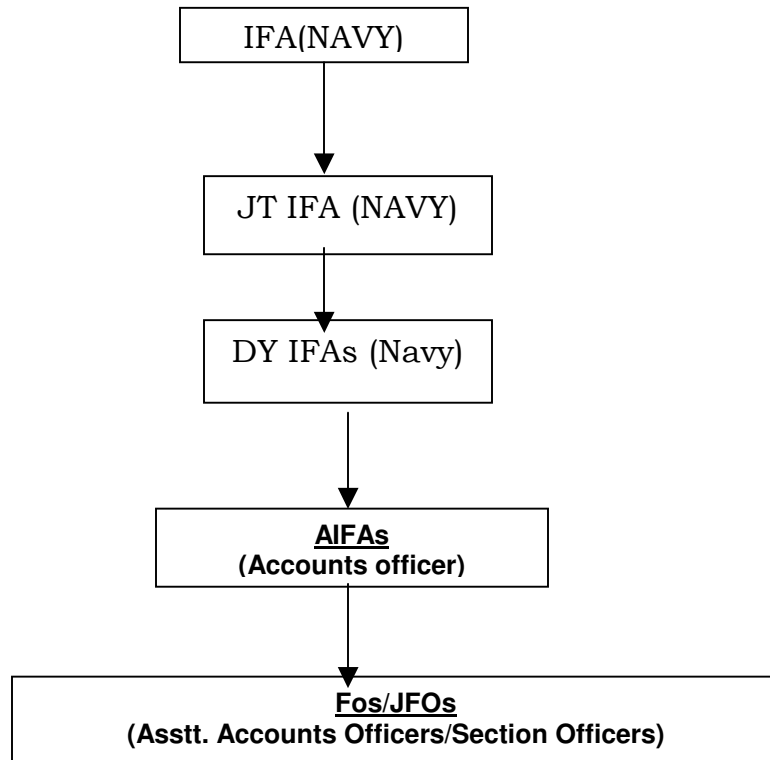 IFA(NAVY)
JT IFA (NAVY)
DY IFAs (Navy)
AIFAs
(Accounts officer)
Fos/JFOs
(Asstt. Accounts Officers/Section Officers)